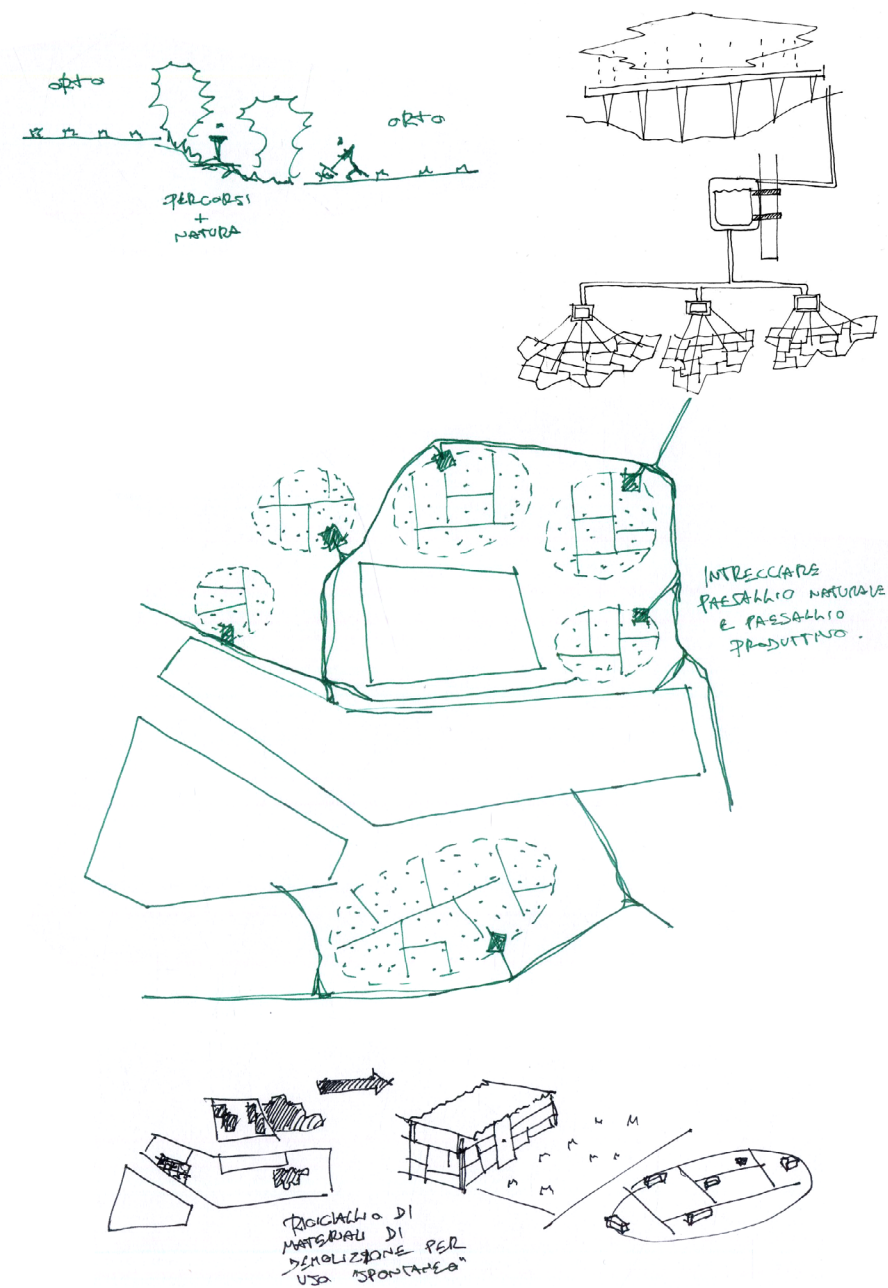 ORTO
ORTO
PERCORSI
+
NATURA
INTRECCIARE
PAESAGGIO NATURALE
E PAESAGGIO
PRODUTTIVO.
RICICLAGGIO DI
MATERIALI DI
DEMOLIZIONE PER
USO "SPONTANEO"